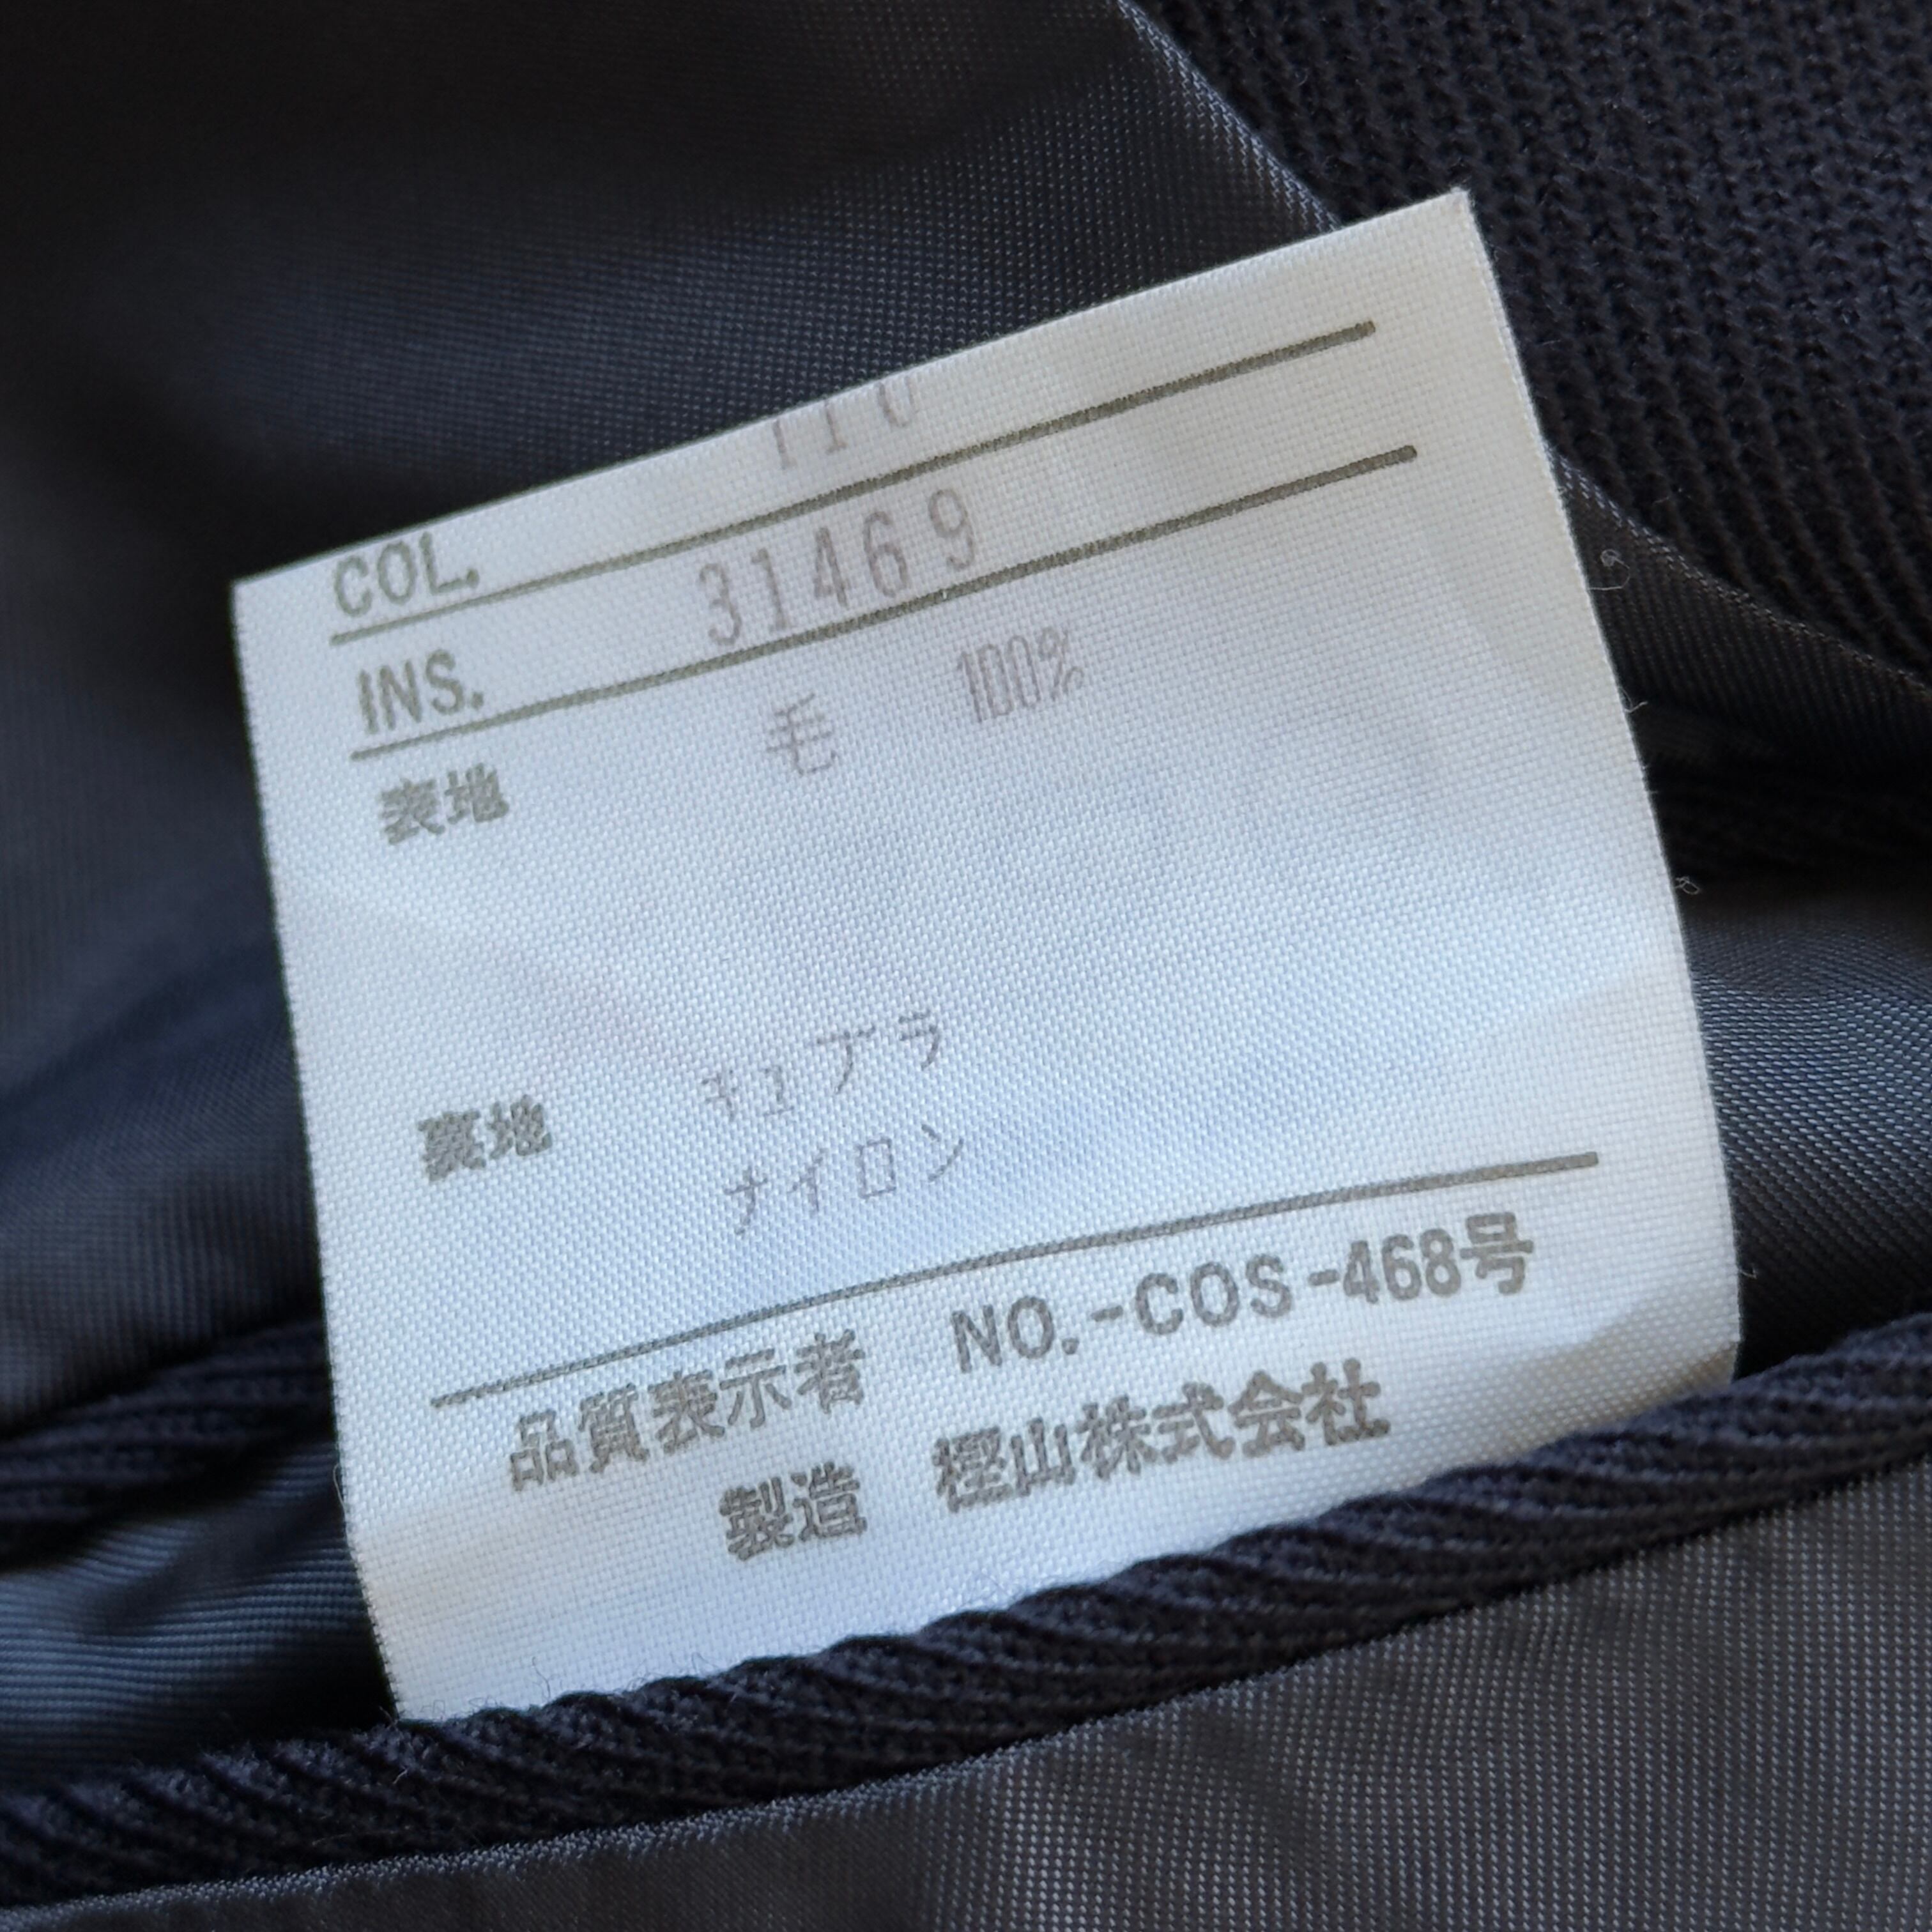 COL. 110
INS. 31469
表地 毛 100%
裏地 キュプラ
ナイロン
品質表示者 NO.-COS-468号
製造 樫山株式会社